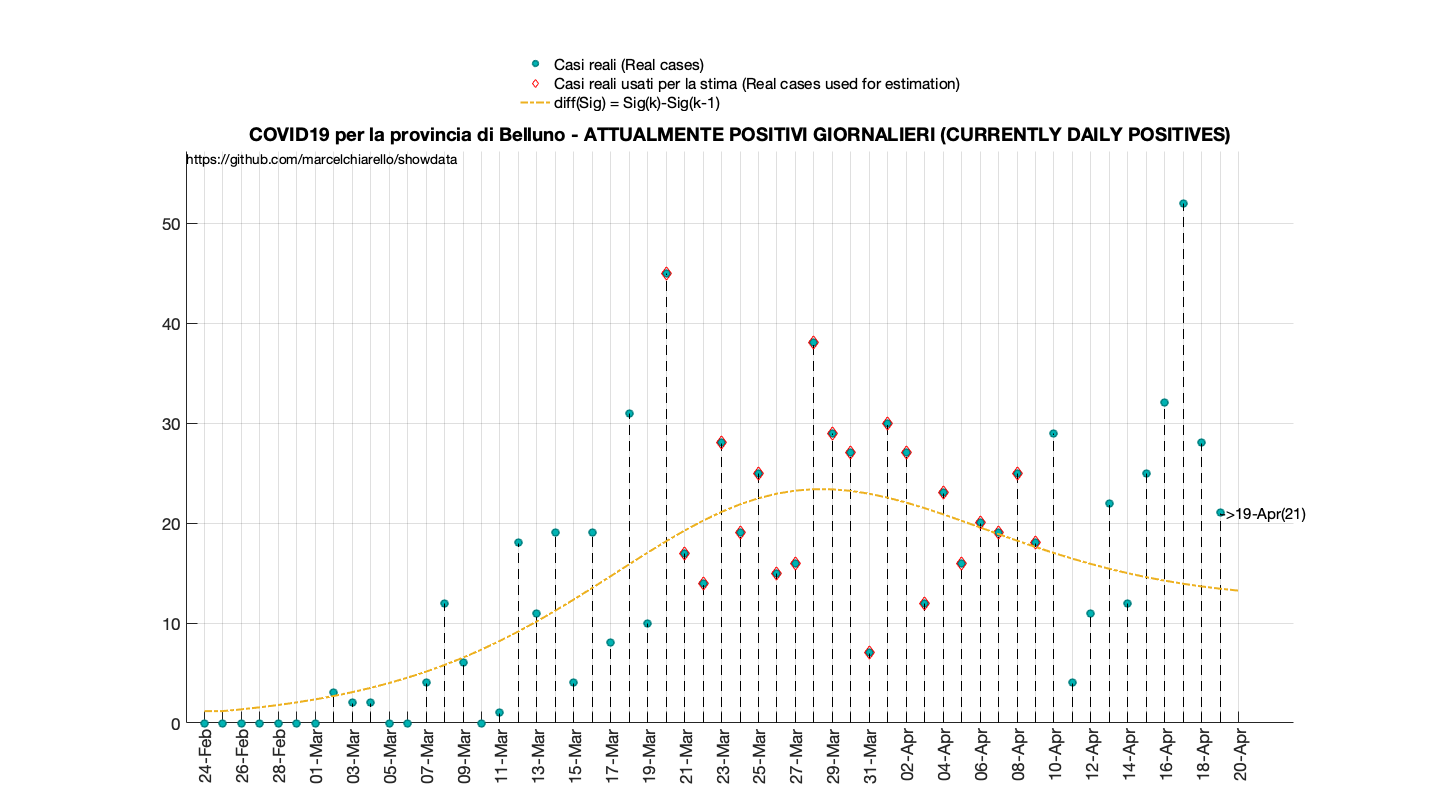 Casi reali (Real cases)
Casi reali usati per la stima (Real cases used for estimation)
diff(Sig) = Sig(k)-Sig(k-1)
COVID19 per la provincia di Belluno - ATTUALMENTE POSITIVI GIORNALIERI (CURRENTLY DAILY POSITIVES)
https://github.com/marcelchiarello/showdata
50
40
30
20
10
0
->19-Apr(21)
24-Feb
26-Feb
28-Feb
01-Mar
03-Mar
05-Mar
07-Mar
09-Mar
11-Mar
13-Mar
15-Mar
17-Mar
19-Mar
21-Mar
23-Mar
25-Mar
27-Mar
29-Mar
31-Mar
02-Apr
04-Apr
06-Apr
08-Apr
10-Apr
12-Apr
14-Apr
16-Apr
18-Apr
20-Apr